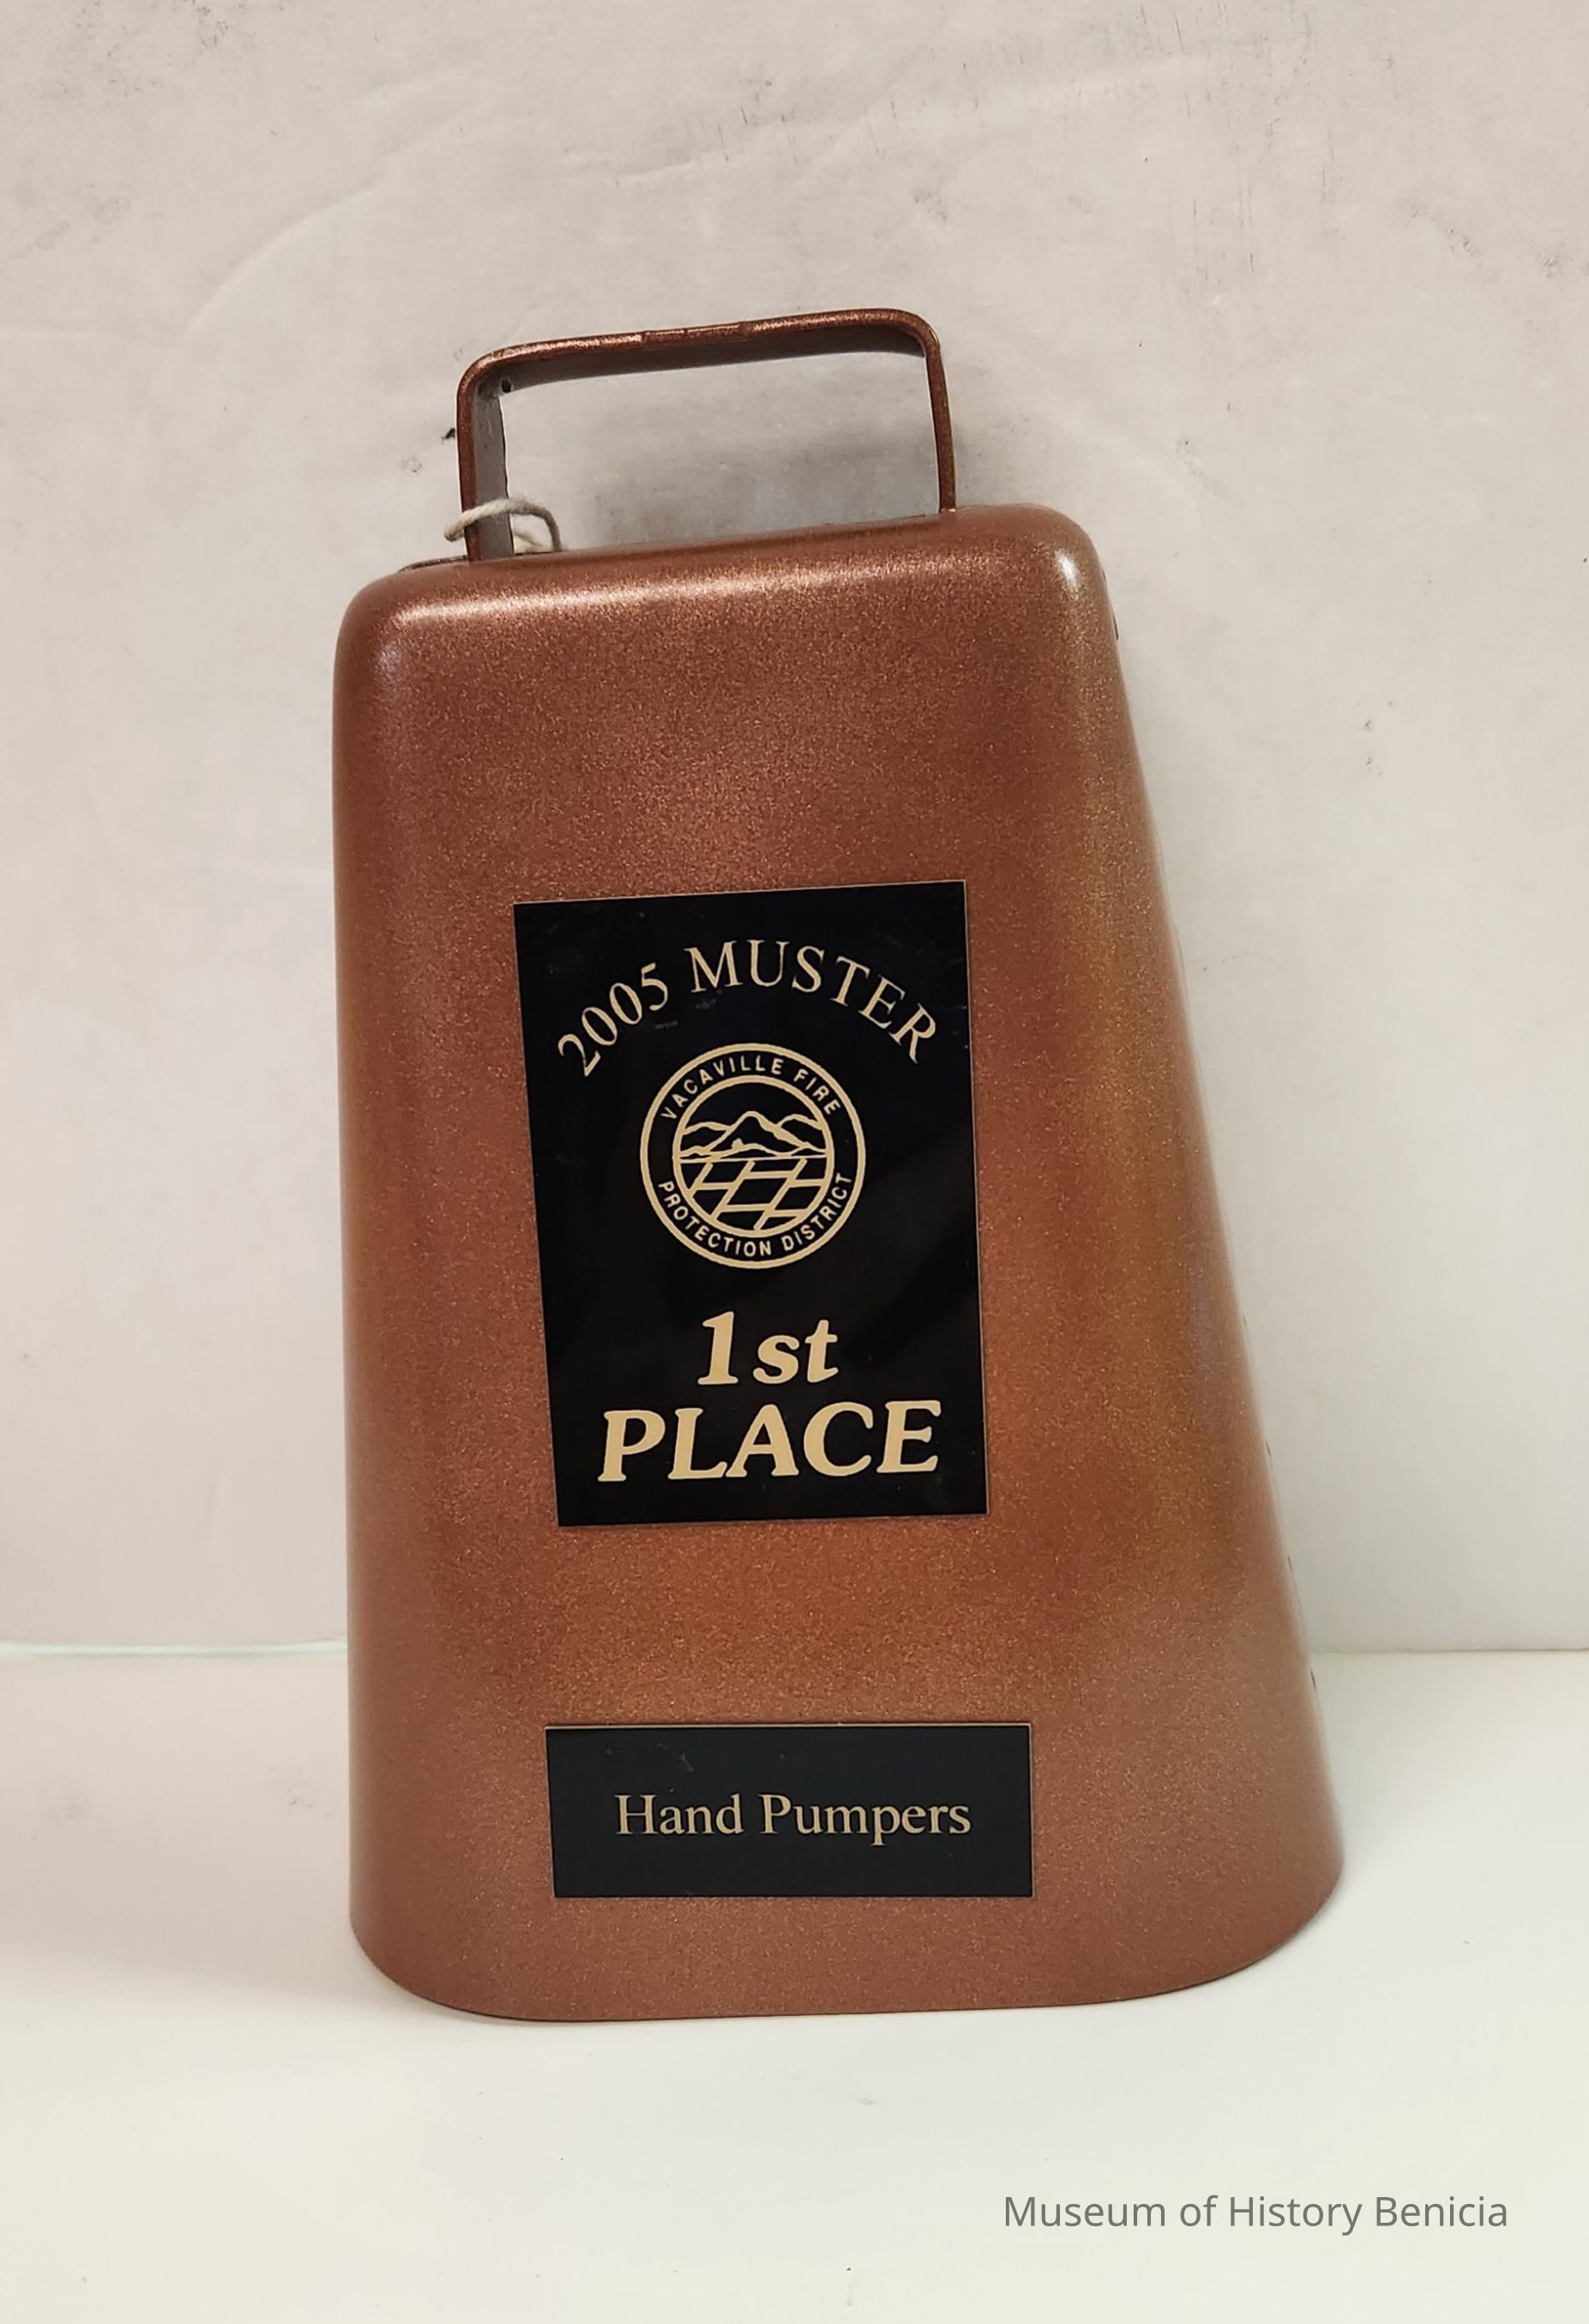 2005 MUSTER
VACAVILLE FIRE
PROTECTION DISTRICT
1st
PLACE
Hand Pumpers
Museum of History Benicia